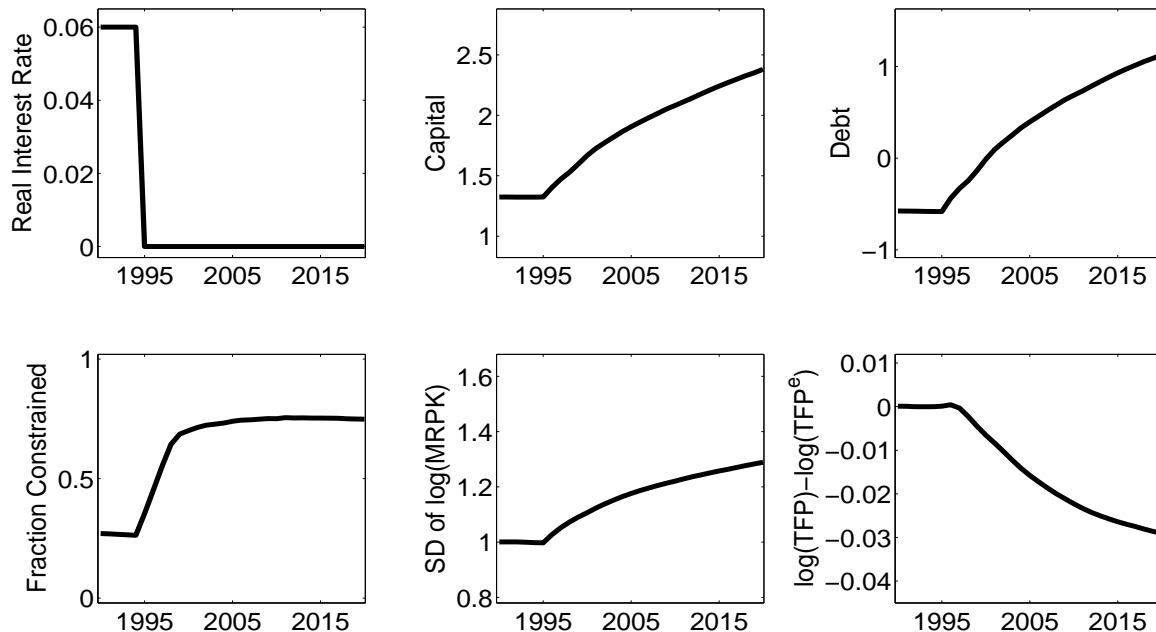 Real Interest Rate
0.06
0.04
0.02
0
1995 2005 2015
Capital
2.5
2
1.5
1
1995 2005 2015
Debt
1
0
−1
1995 2005 2015
Fraction Constrained
1
0.5
0
1995 2005 2015
SD of log(MRPK)
1.6
1.4
1.2
1
0.8
1995 2005 2015
log(TFP)−log(TFPᵉ)
0.01
0
−0.01
−0.02
−0.03
−0.04
1995 2005 2015